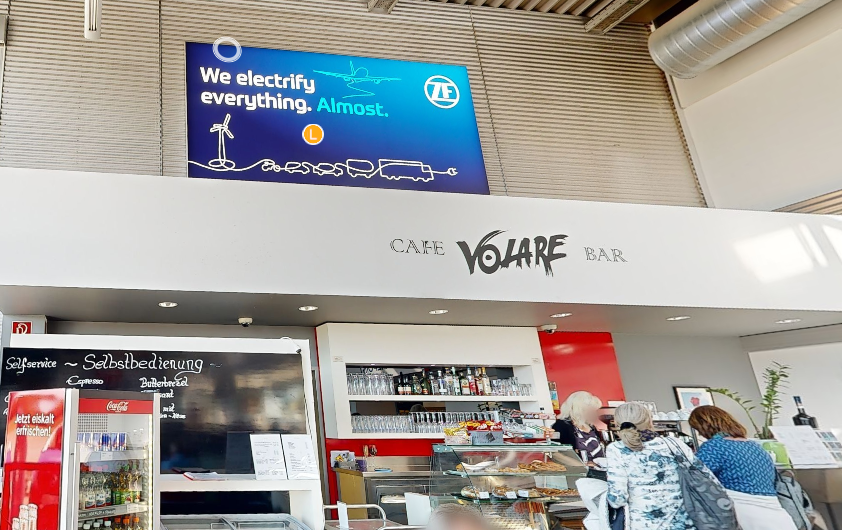 We electrify
everything. Almost.
ZF
L
CAFE VOLARE BAR
Selfservice ~ Selbstbedienung ~
Espresso
Butterbrezel
Jetzt eiskalt
erfrischen!
Coca-Cola